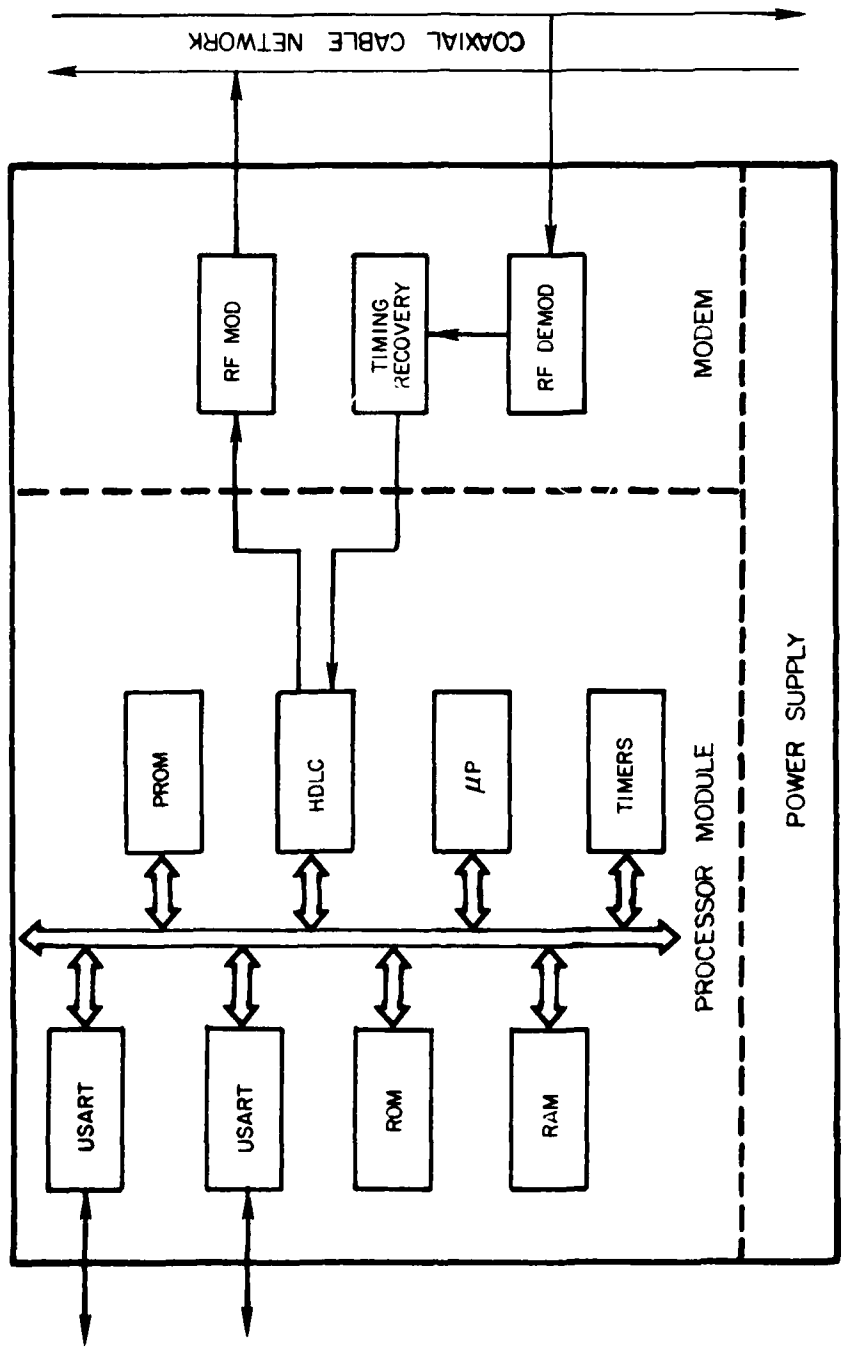 COAXIAL CABLE NETWORK
USART
USART
ROM
RAM
PROM
HDLC
μP
TIMERS
PROCESSOR MODULE
RF MOD
TIMING
RECOVERY
RF DEMOD
MODEM
POWER SUPPLY